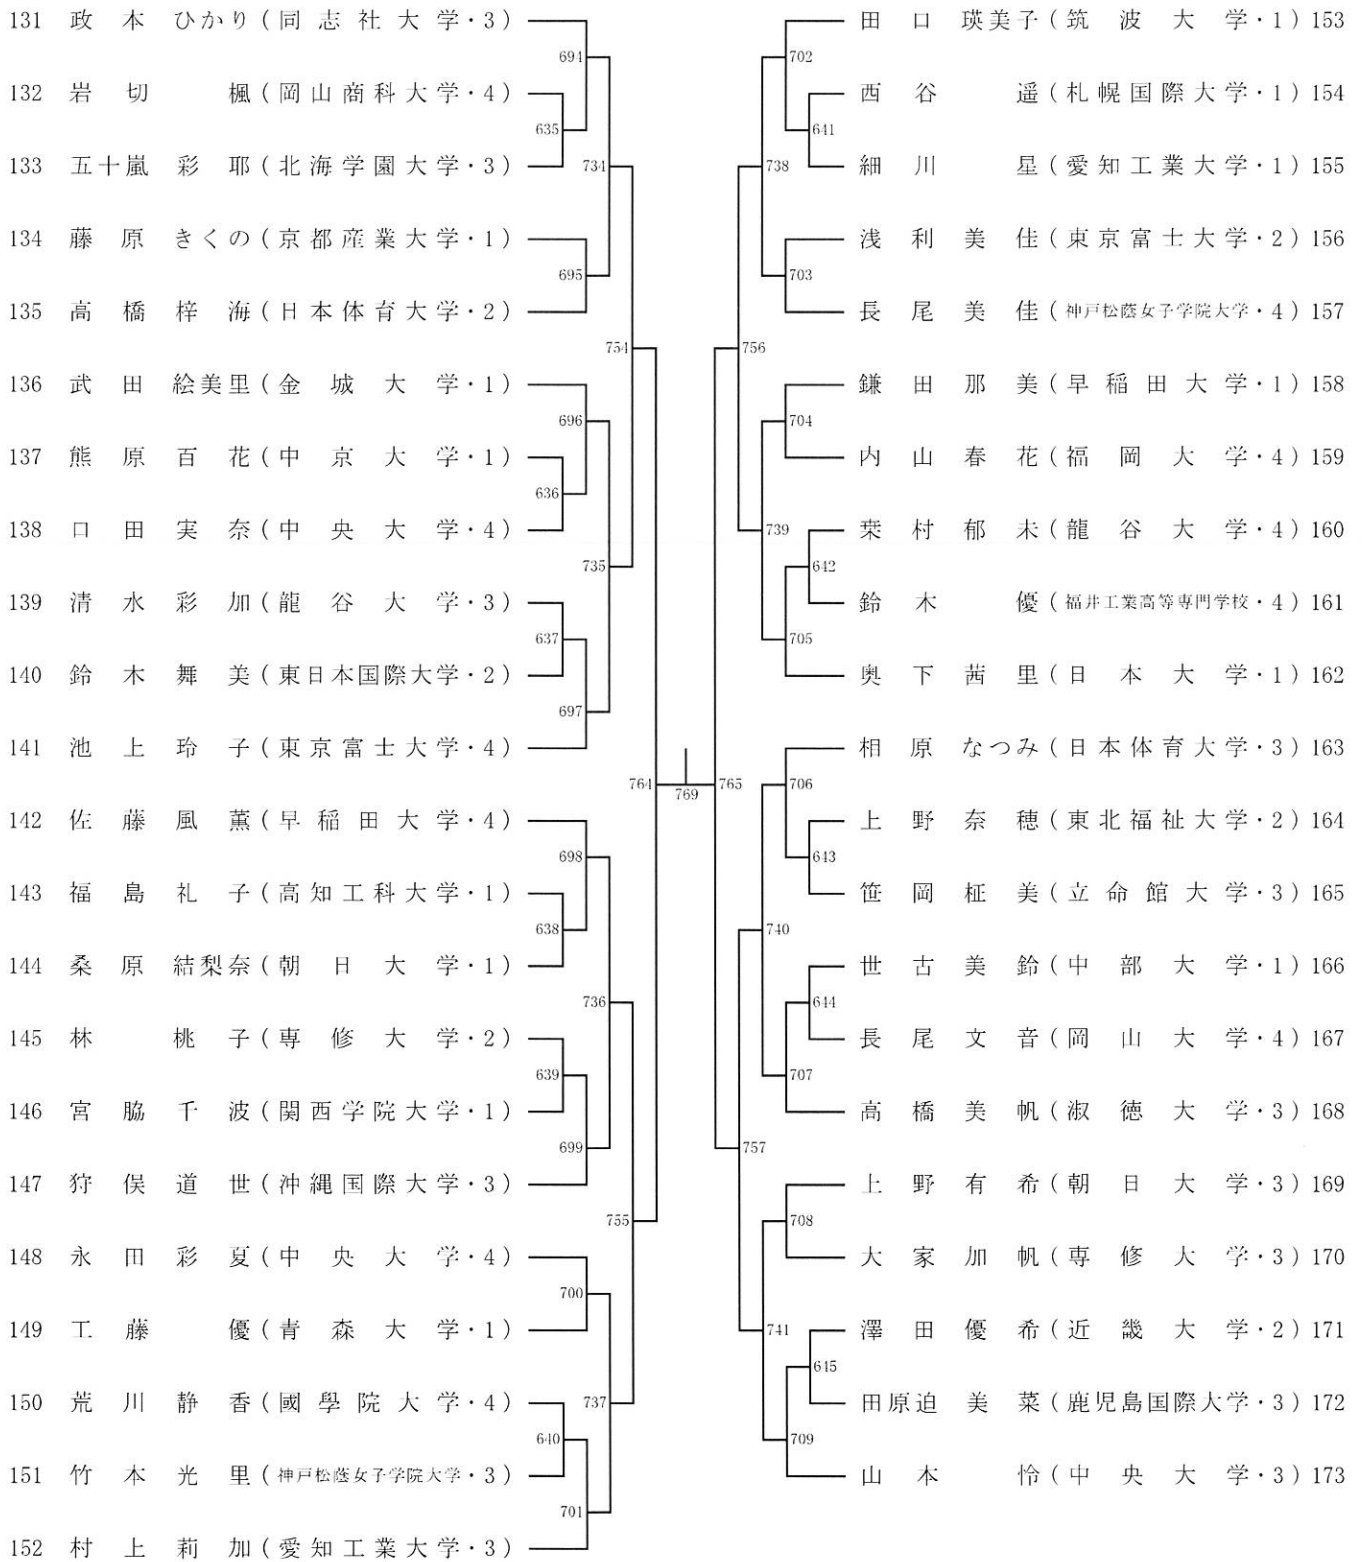 131 政本 ひかり (同志社大学・3)
694
132 岩切 楓 (岡山商科大学・4)
635
133 五十嵐 彩耶 (北海学園大学・3)
734
134 藤原 きくの (京都産業大学・1)
695
135 高橋 梓海 (日本体育大学・2)
754
136 武田 絵美里 (金城大学・1)
696
137 熊原 百花 (中京大学・1)
636
138 口田 実奈 (中央大学・4)
735
139 清水 彩加 (龍谷大学・3)
637
140 鈴木 舞美 (東日本国際大学・2)
697
141 池上 玲子 (東京富士大学・4)
764
142 佐藤 風薫 (早稲田大学・4)
698
143 福島 礼子 (高知工科大学・1)
638
144 桑原 結梨奈 (朝日大学・1)
736
145 林 桃子 (専修大学・2)
639
146 宮脇 千波 (関西学院大学・1)
699
147 狩俣 道世 (沖縄国際大学・3)
755
148 永田 彩夏 (中央大学・4)
700
149 工藤 優 (青森大学・1)
150 荒川 静香 (國學院大学・4)
737
640
151 竹本 光里 (神戸松蔭女子学院大学・3)
701
152 村上 莉加 (愛知工業大学・3)
769
田口 瑛美子 (筑波大学・1) 153
702
西谷 遥 (札幌国際大学・1) 154
641
細川 星 (愛知工業大学・1) 155
738
浅利 美佳 (東京富士大学・2) 156
703
長尾 美佳 (神戸松蔭女子学院大学・4) 157
756
鎌田 那美 (早稲田大学・1) 158
704
内山 春花 (福岡大学・4) 159
739
栞村 郁未 (龍谷大学・4) 160
642
鈴木 優 (福井工業高等専門学校・4) 161
705
奥下 茜里 (日本大学・1) 162
相原 なつみ (日本体育大学・3) 163
765
706
上野 奈穂 (東北福祉大学・2) 164
643
笹岡 柾美 (立命館大学・3) 165
740
世古 美鈴 (中部大学・1) 166
644
長尾 文音 (岡山大学・4) 167
707
高橋 美帆 (淑徳大学・3) 168
757
上野 有希 (朝日大学・3) 169
708
大家 加帆 (専修大学・3) 170
741
澤田 優希 (近畿大学・2) 171
645
田原迫 美菜 (鹿児島国際大学・3) 172
709
山本 怜 (中央大学・3) 173